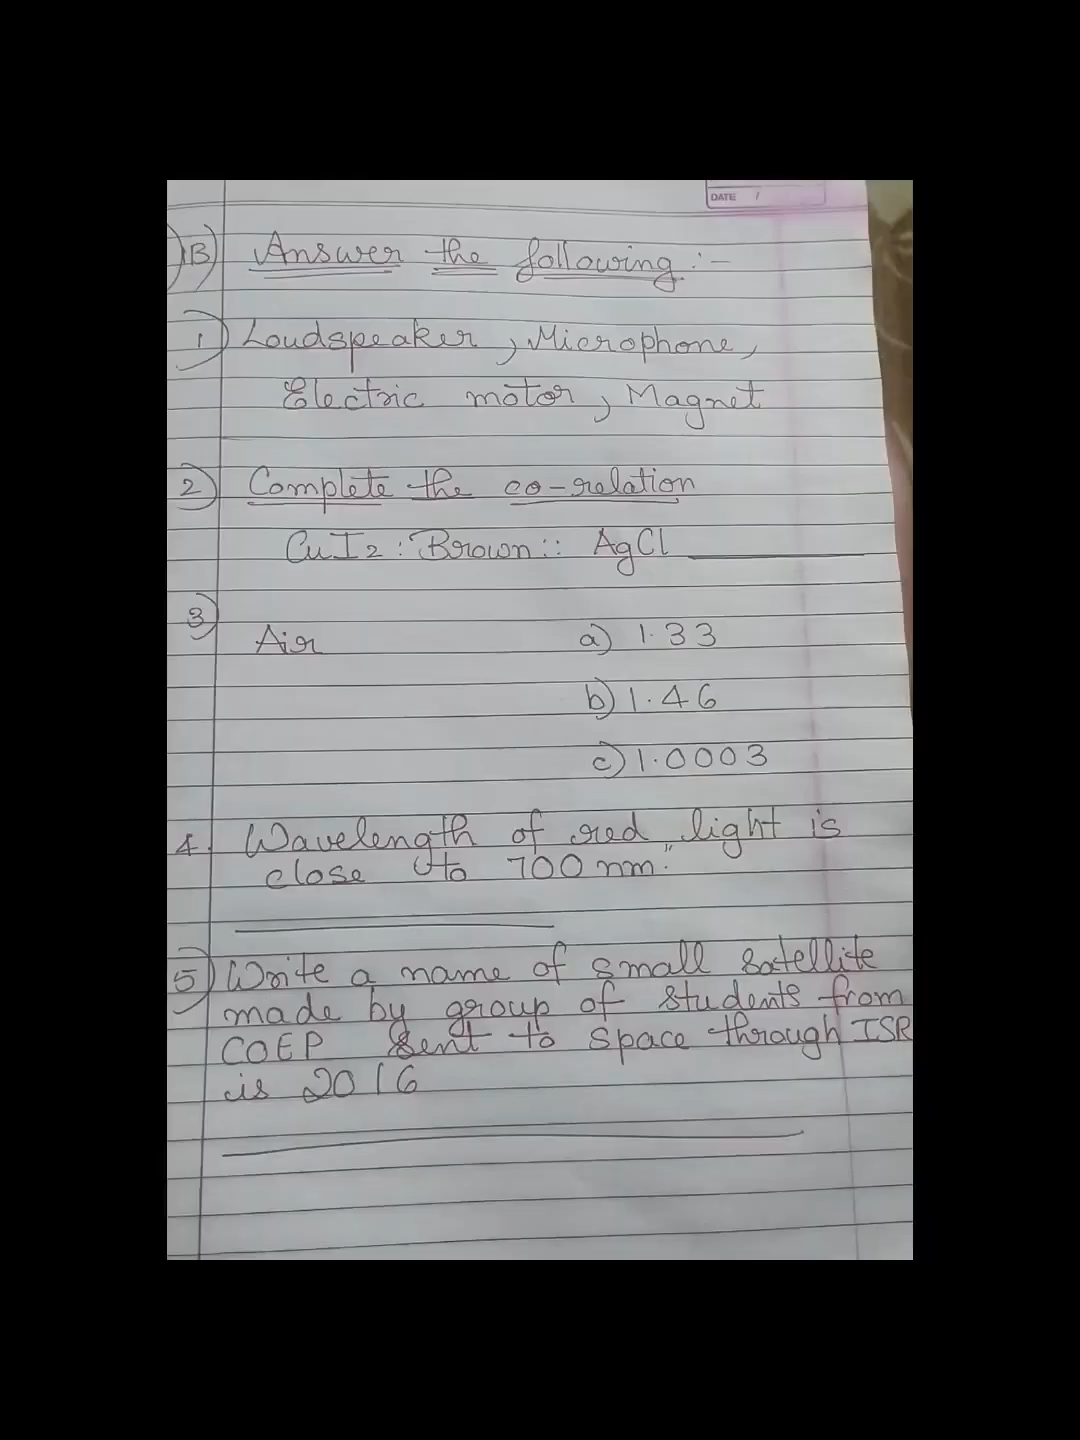 DATE /
B) Answer the following :-
1) Loudspeaker, Microphone,
Electric motor, Magnet
2) Complete the co-relation
CuI2 : Brown :: AgCl ________
3)
Air a) 1.33
b) 1.46
c) 1.0003
4. Wavelength of red light is
close to 700 nm."
5) Write a name of small satellite
made by group of students from
COEP sent to space through ISR
is 2016